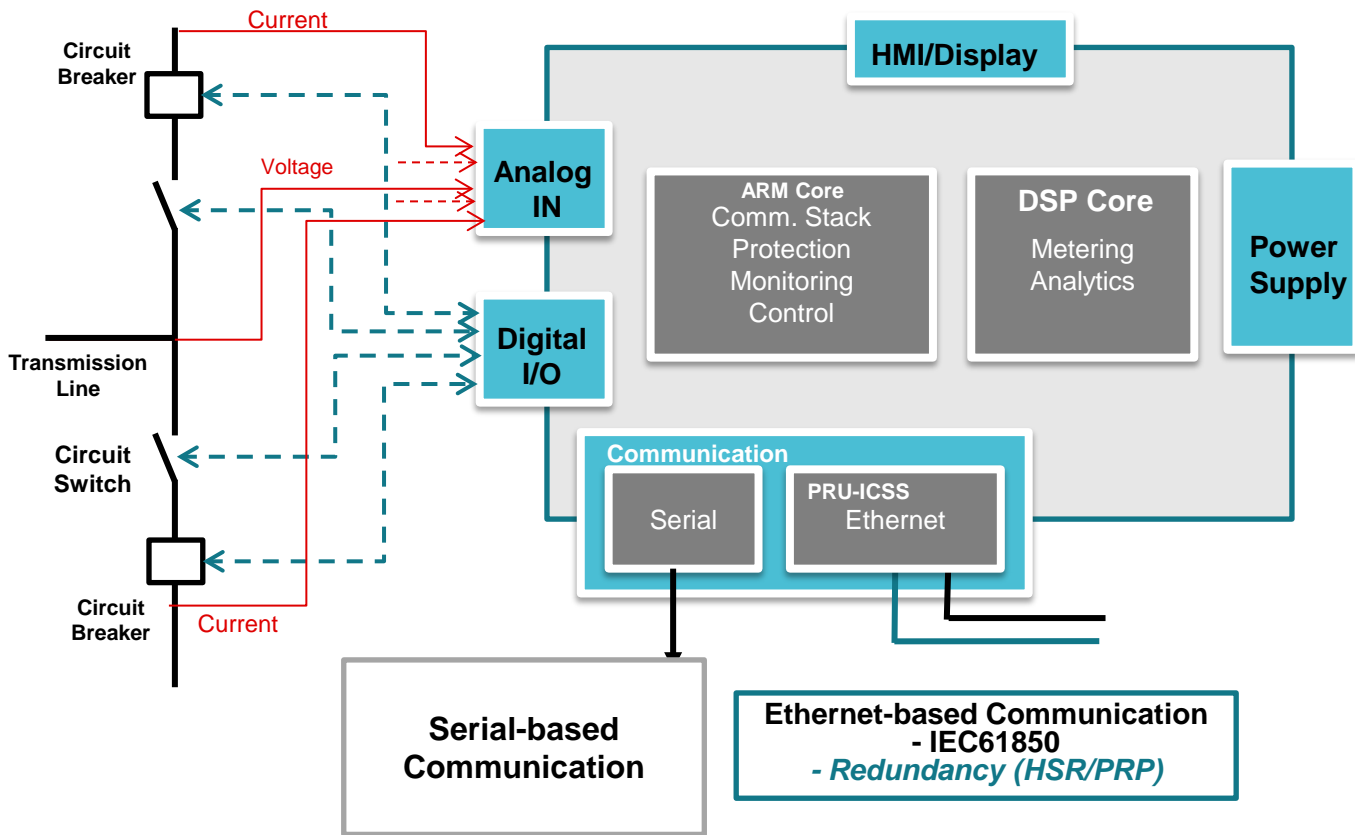 Current
Circuit
Breaker
HMI/Display
Voltage
Analog
IN
ARM Core
Comm. Stack
Protection
Monitoring
Control
DSP Core
Metering
Analytics
Power
Supply
Digital
I/O
Transmission
Line
Circuit
Switch
Communication
Serial
PRU-ICSS
Ethernet
Circuit
Breaker
Current
Serial-based
Communication
Ethernet-based Communication
- IEC61850
- Redundancy (HSR/PRP)